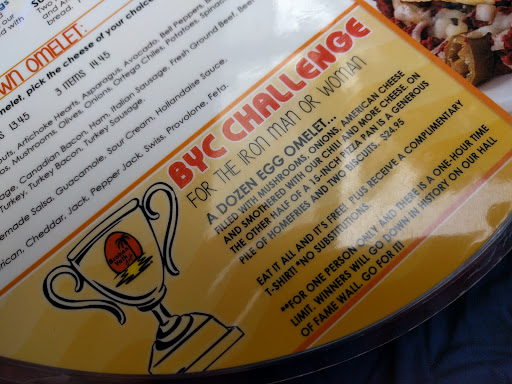 OWN OMELET:
omelet, pick the cheese of your choice
3 ITEMS 14.45
13.45
Artichoke Hearts, Asparagus, Avocado, Bell Peppers,
Mushrooms, Olives, Onions, Ortega Chiles, Potatoes, Spinach
Canadian Bacon, Ham, Italian Sausage, Fresh Ground Beef,
Turkey, Turkey Bacon, Turkey Sausage.
Salsa, Guacamole, Sour Cream, Hollandaise Sauce.
Cheddar, Jack, Pepper Jack, Swiss, Provolone, Feta.
BYC CHALLENGE
FOR THE IRON MAN OR WOMAN
A DOZEN EGG OMELET...
FILLED WITH MUSHROOMS, ONIONS, AMERICAN CHEESE
AND SMOTHERED WITH OUR CHILI AND MORE CHEESE ON
THE OTHER HALF OF A 12-INCH PIZZA PAN IS A GENEROUS
PILE OF HOMEFRIES AND TWO BISCUITS $24.95
EAT IT ALL AND IT'S FREE! PLUS RECEIVE A COMPLIMENTARY
T-SHIRT! *NO SUBSTITUTIONS
**FOR ONE PERSON ONLY AND THERE IS A ONE-HOUR TIME
LIMIT. WINNERS WILL GO DOWN IN HISTORY ON OUR HALL
OF FAME WALL. GO FOR IT!